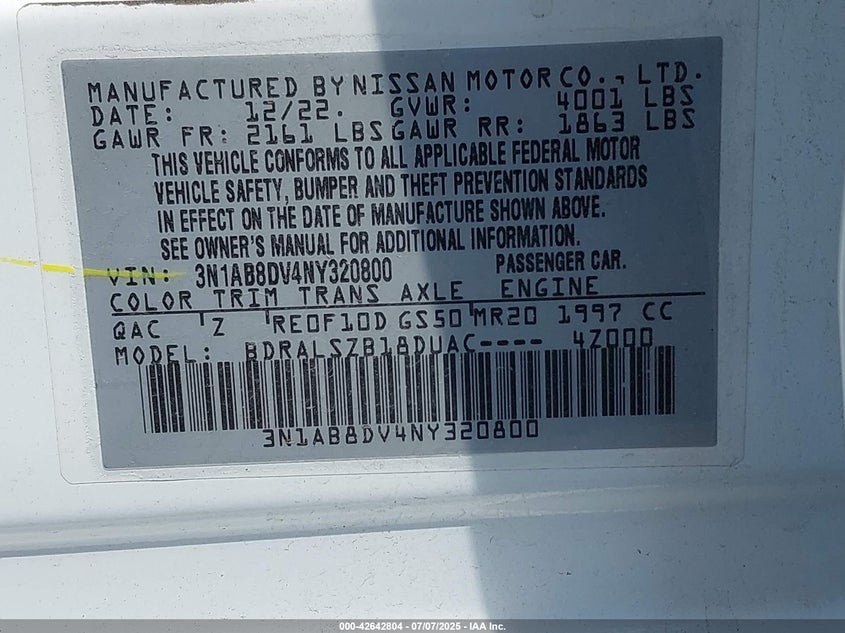 MANUFACTURED BY NISSAN MOTOR CO., LTD.
DATE: 12/22. GVWR: 4001 LBS
GAWR FR: 2161 LBS GAWR RR: 1863 LBS
THIS VEHICLE CONFORMS TO ALL APPLICABLE FEDERAL MOTOR
VEHICLE SAFETY, BUMPER AND THEFT PREVENTION STANDARDS
IN EFFECT ON THE DATE OF MANUFACTURE SHOWN ABOVE.
SEE OWNER'S MANUAL FOR ADDITIONAL INFORMATION.
VIN: 3N1AB8DV4NY320800 PASSENGER CAR.
COLOR TRIM TRANS AXLE ENGINE
QAC Z RE0F10D GS50 MR20 1997 CC
MODEL: BDRALSZB18DUAC---- 4Z000
3N1AB8DV4NY320800
000-42642804 | 07/07/2025 - IAA Inc.